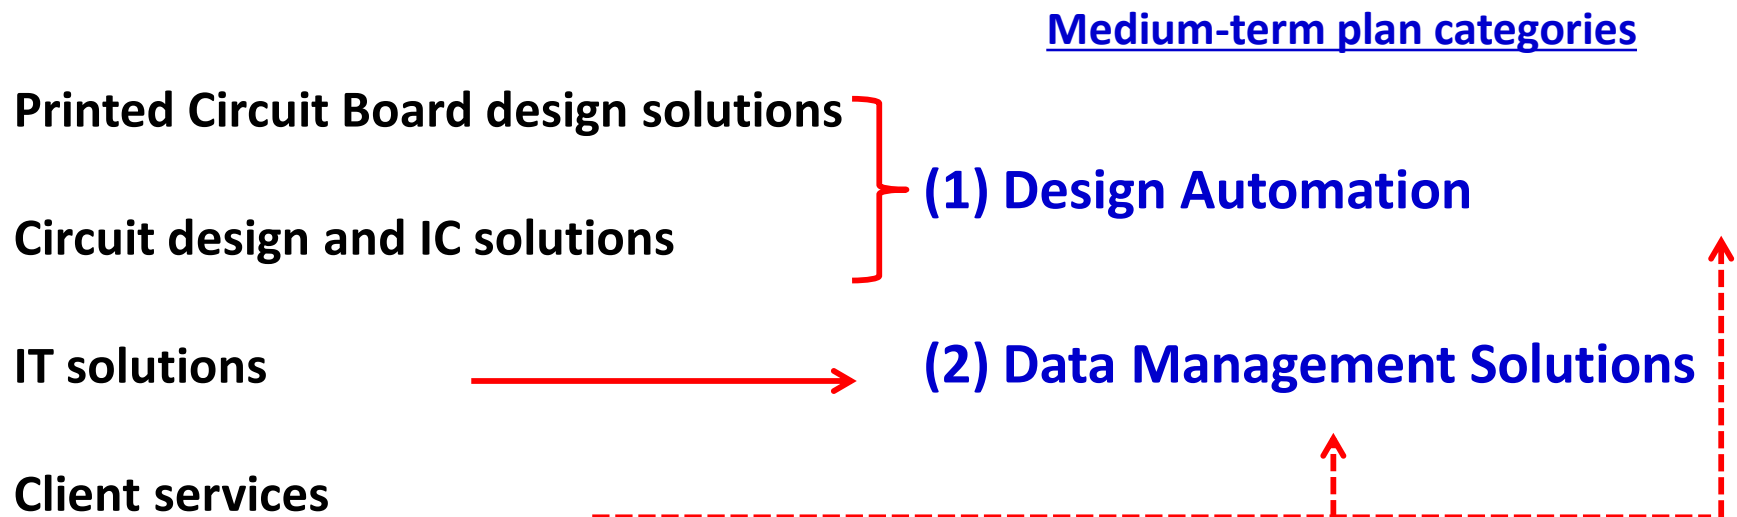 Medium-term plan categories
Printed Circuit Board design solutions
(1) Design Automation
Circuit design and IC solutions
IT solutions
(2) Data Management Solutions
Client services